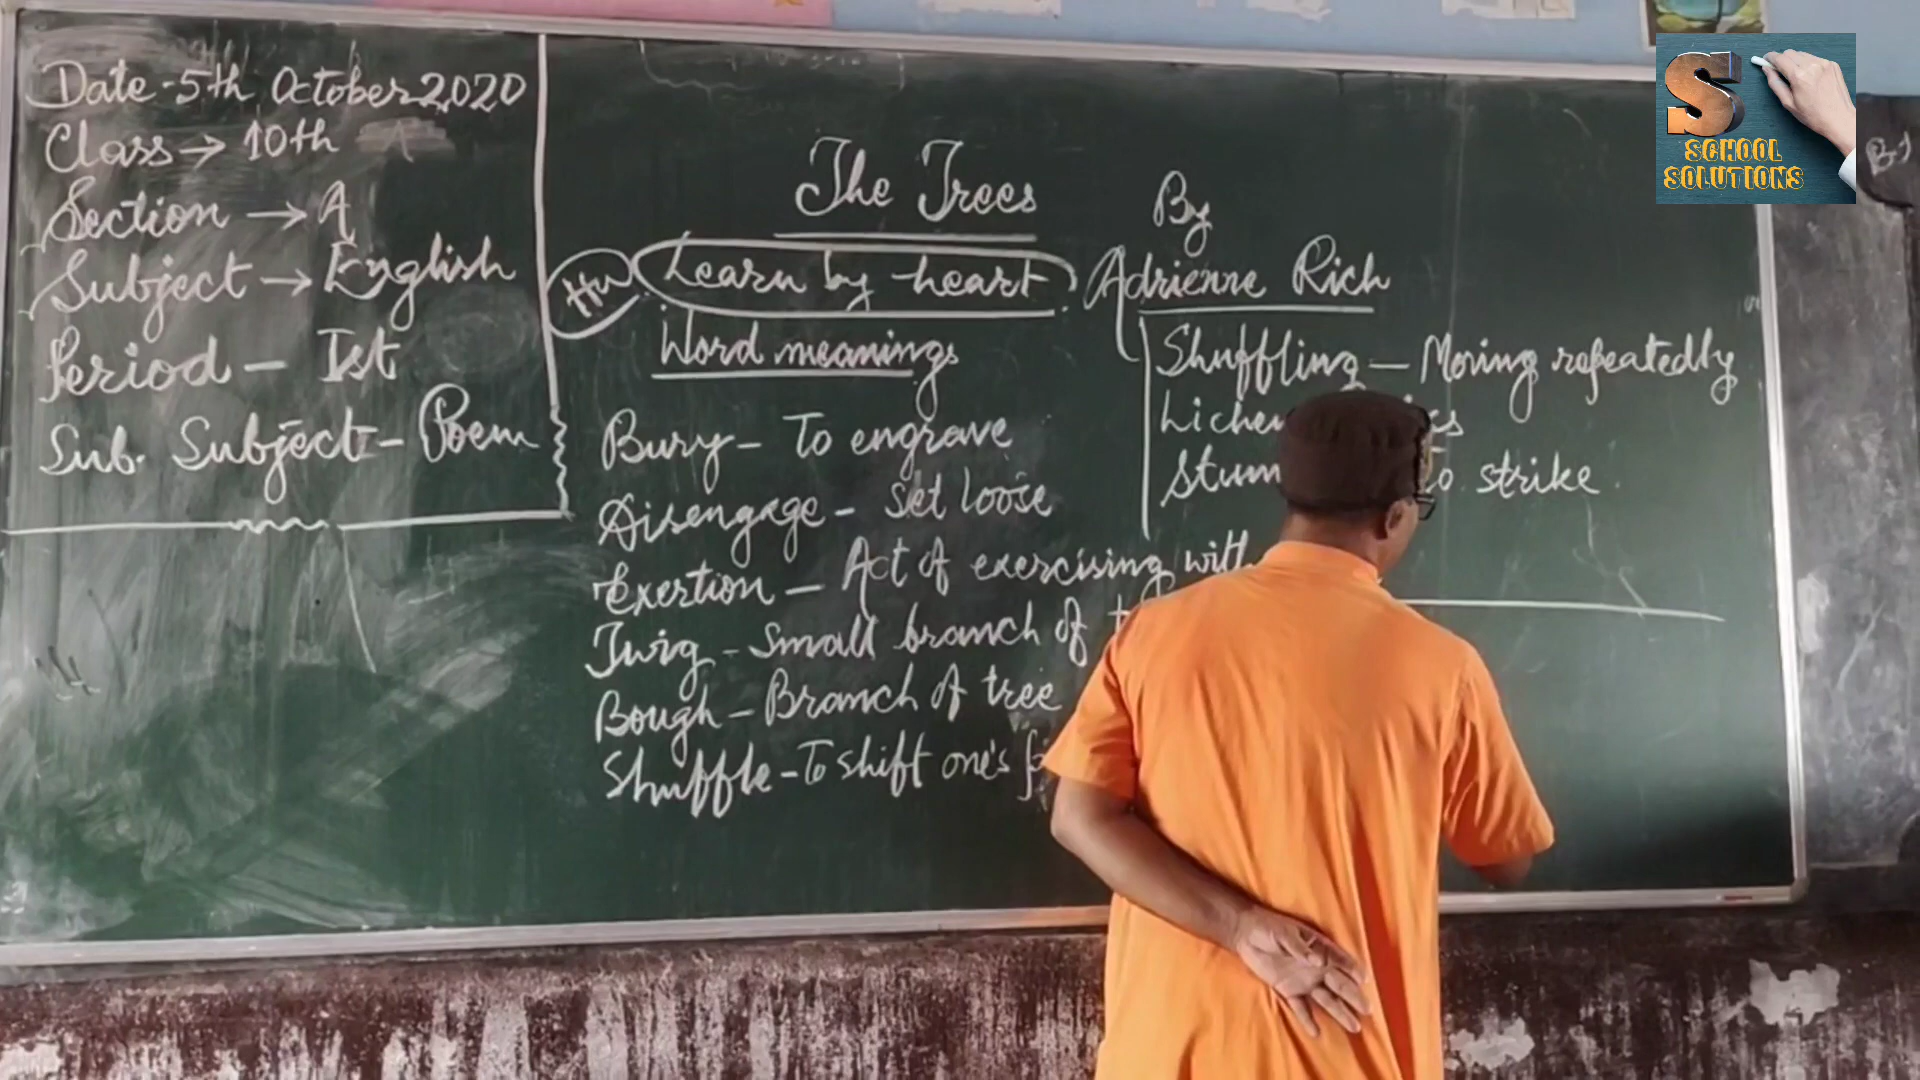 Date - 5th October 2020
Class → 10th
Section → A
Subject → English
Period - Ist
Sub. Subject - Poem
The Trees
By
Adrienne Rich
HW
Learn by heart
Word meanings
Bury - To engrave
Disengage - Set loose
Exertion - Act of exercising with
Twig - Small branch of
Bough - Branch of tree
Shuffle - To shift one's
Shuffling - Moving repeatedly
strike
SCHOOL
SOLUTIONS